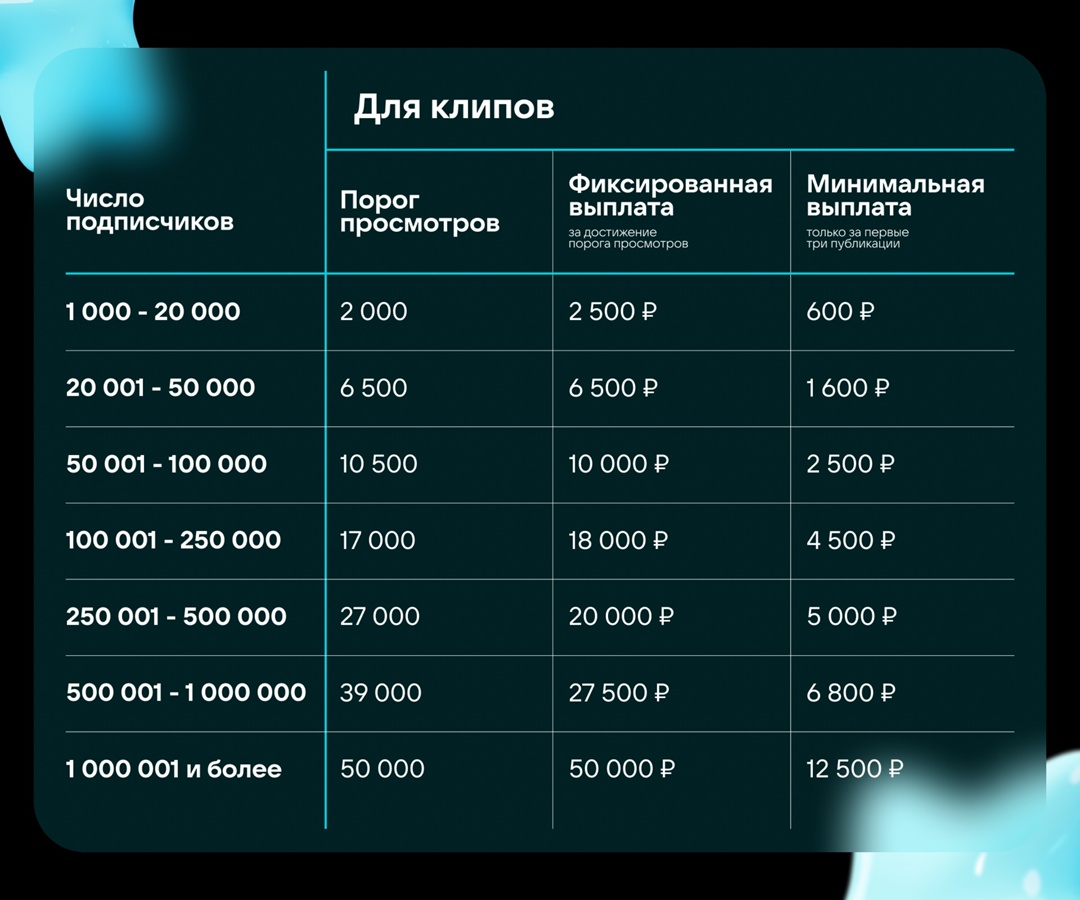 Для клипов
Число
подписчиков
Порог
просмотров
Фиксированная
выплата
за достижение
порога просмотров
Минимальная
выплата
только за первые
три публикации
1 000 - 20 000 2 000 2 500 ₽ 600 ₽
20 001 - 50 000 6 500 6 500 ₽ 1 600 ₽
50 001 - 100 000 10 500 10 000 ₽ 2 500 ₽
100 001 - 250 000 17 000 18 000 ₽ 4 500 ₽
250 001 - 500 000 27 000 20 000 ₽ 5 000 ₽
500 001 - 1 000 000 39 000 27 500 ₽ 6 800 ₽
1 000 001 и более 50 000 50 000 ₽ 12 500 ₽